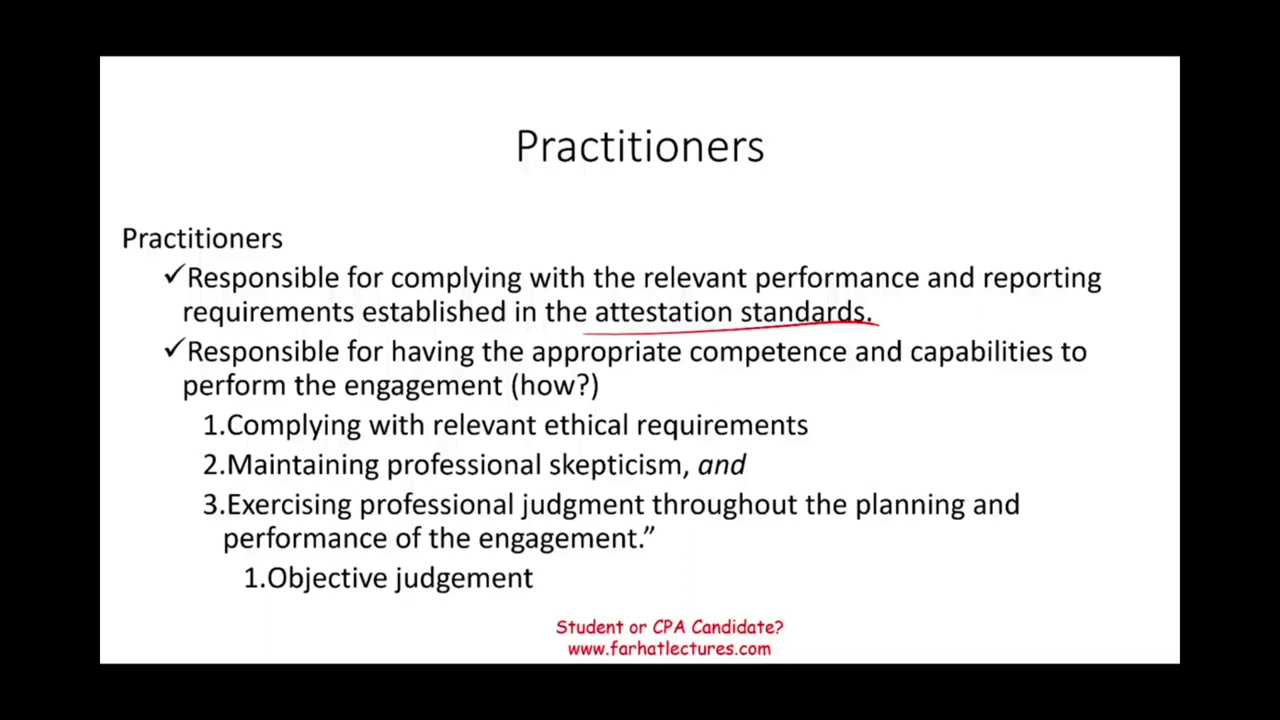 Practitioners
Practitioners
✓Responsible for complying with the relevant performance and reporting
requirements established in the attestation standards.
✓Responsible for having the appropriate competence and capabilities to
perform the engagement (how?)
1.Complying with relevant ethical requirements
2.Maintaining professional skepticism, and
3.Exercising professional judgment throughout the planning and
performance of the engagement.”
1.Objective judgement
Student or CPA Candidate?
www.farhatlectures.com